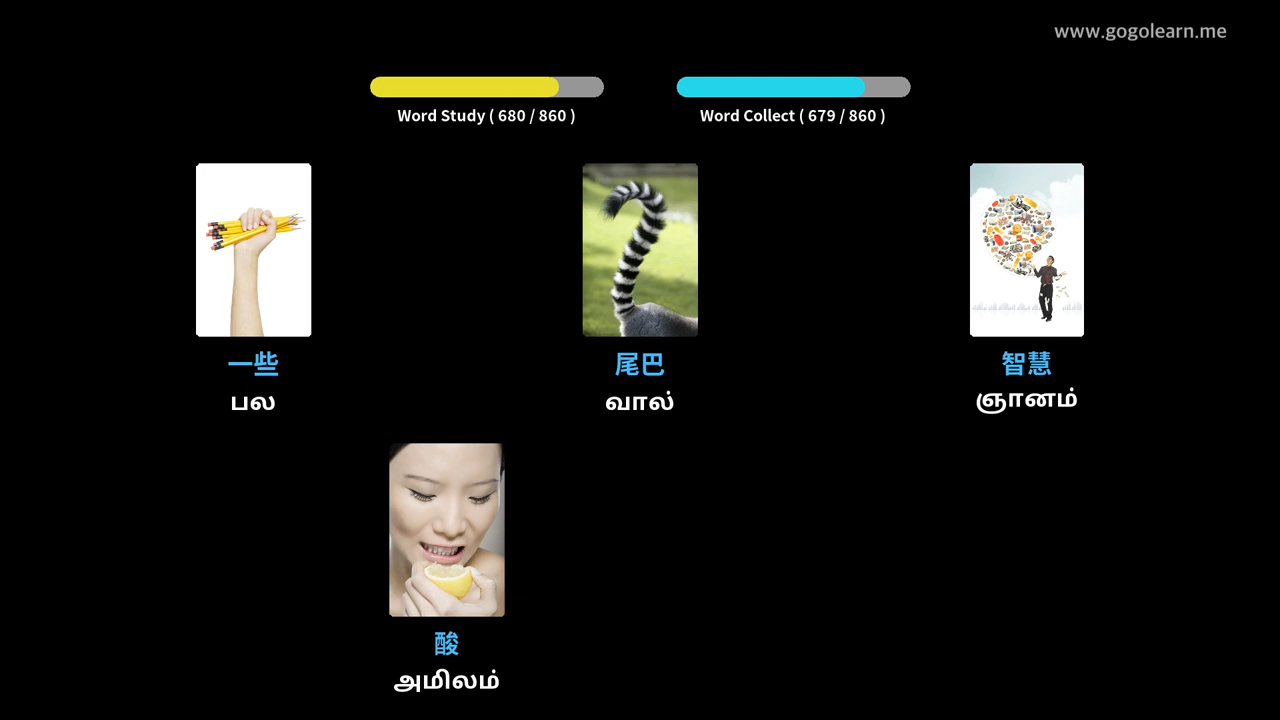 www.gogolearn.me
Word Study ( 680 / 860 )
Word Collect ( 679 / 860 )
一些
பல
尾巴
வால்
智慧
ஞானம்
酸
அமிலம்